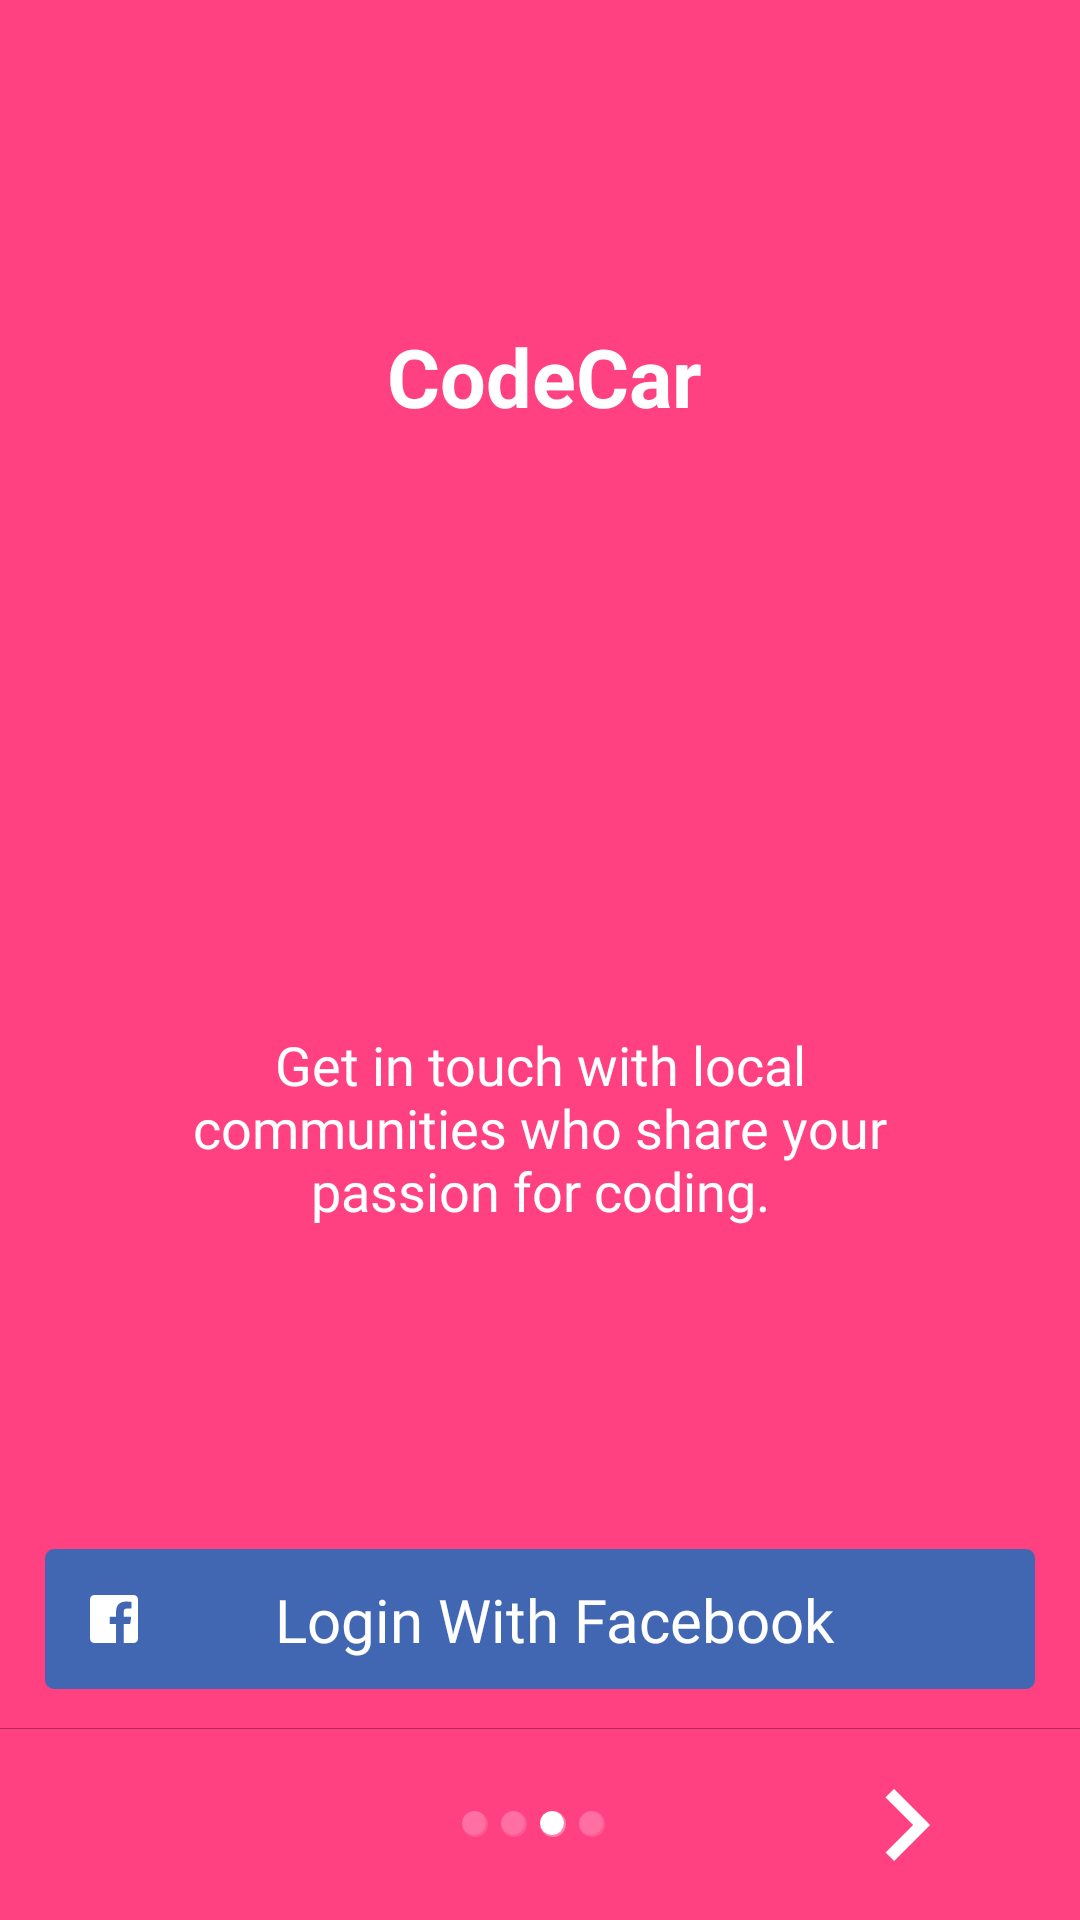 CodeCar
Get in touch with local
communities who share your
passion for coding.
Login With Facebook